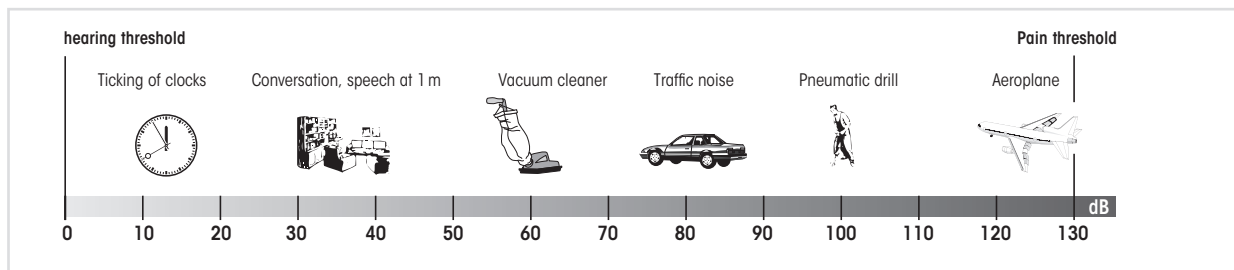 hearing threshold Pain threshold
Ticking of clocks Conversation, speech at 1 m Vacuum cleaner Traffic noise Pneumatic drill Aeroplane
dB
0 10 20 30 40 50 60 70 80 90 100 110 120 130